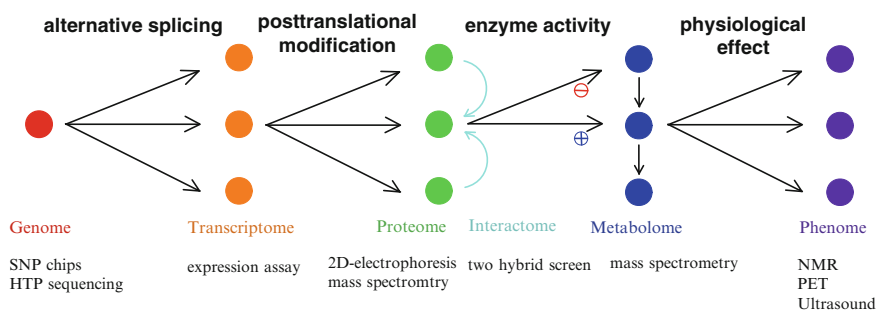 alternative splicing
posttranslational
modification
enzyme activity
physiological
effect
⊖
⊕
Genome
Transcriptome
Proteome
Interactome
Metabolome
Phenome
SNP chips
HTP sequencing
expression assay
2D-electrophoresis
mass spectromtry
two hybrid screen
mass spectrometry
NMR
PET
Ultrasound